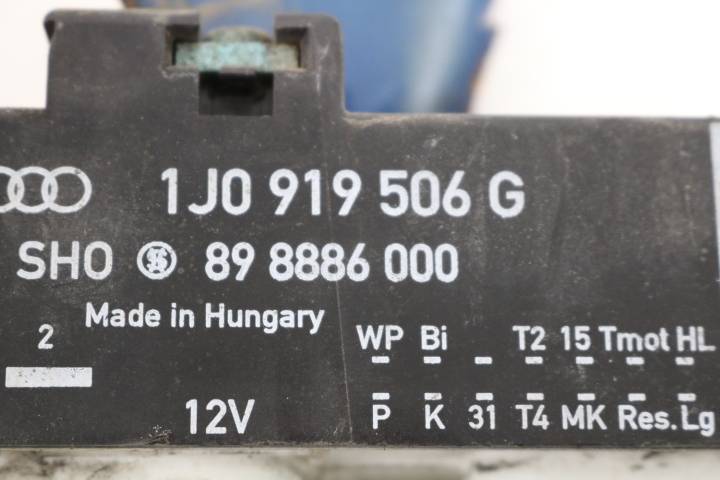 1J0 919 506 G
SHO 89 8886 000
Made in Hungary
2
WP Bi T2 15 Tmot HL
12V
P K 31 T4 MK Res. Lg